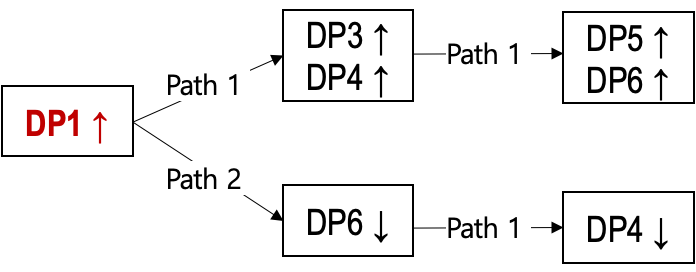 DP1 ↑
Path 1
DP3 ↑
DP4 ↑
Path 1
DP5 ↑
DP6 ↑
Path 2
DP6 ↓
Path 1
DP4 ↓